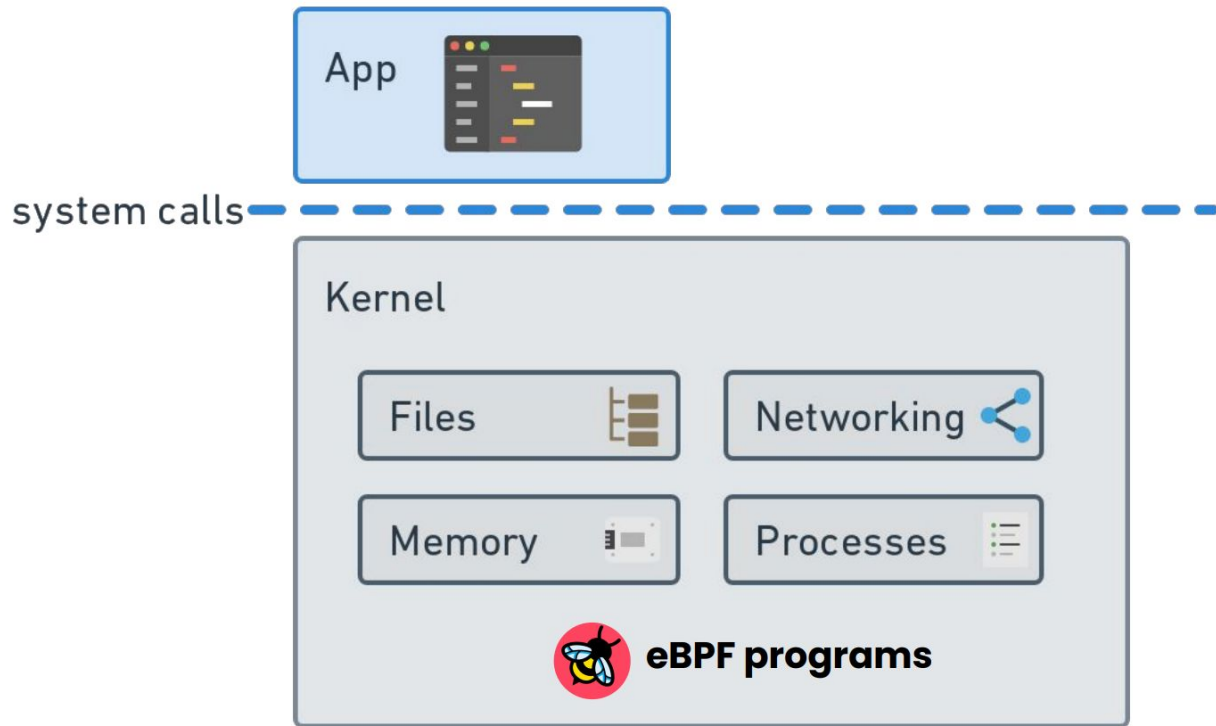 App
system calls
Kernel
Files
Networking
Memory
Processes
eBPF programs